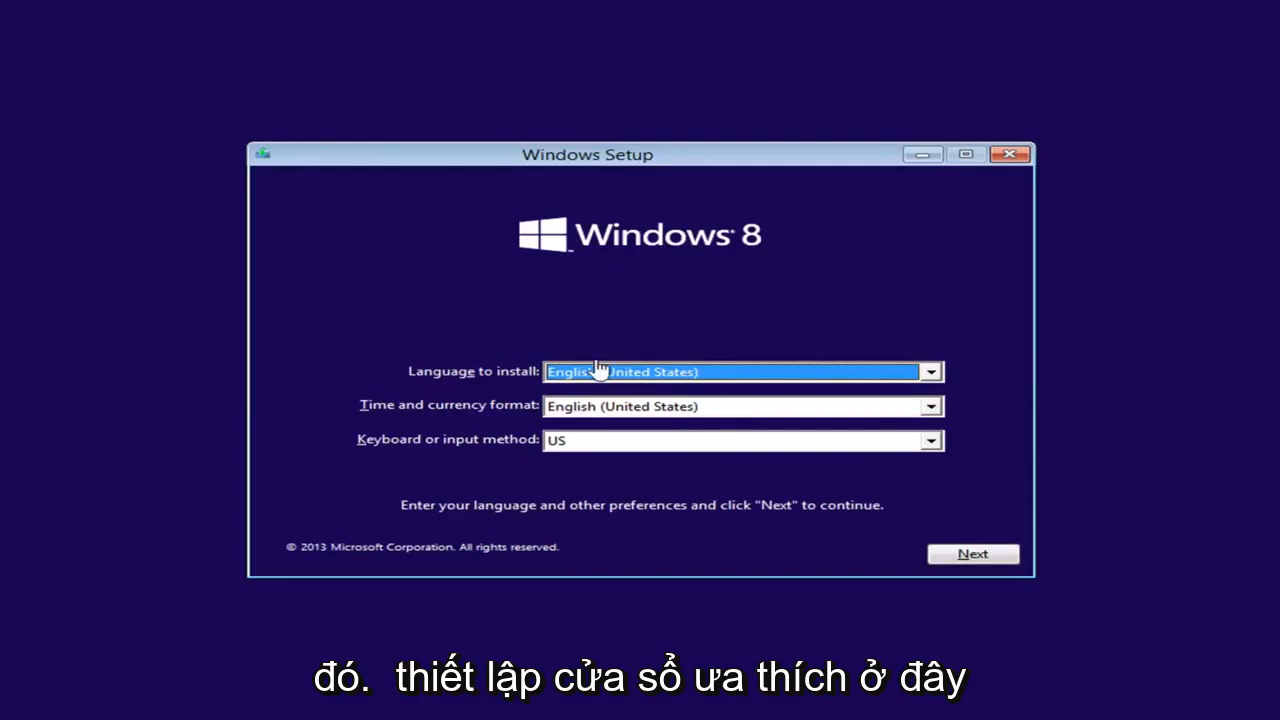 Windows Setup
Windows 8
Language to install: English (United States)
Time and currency format: English (United States)
Keyboard or input method: US
Enter your language and other preferences and click "Next" to continue.
© 2013 Microsoft Corporation. All rights reserved.
Next
đó.  thiết lập cửa sổ ưa thích ở đây